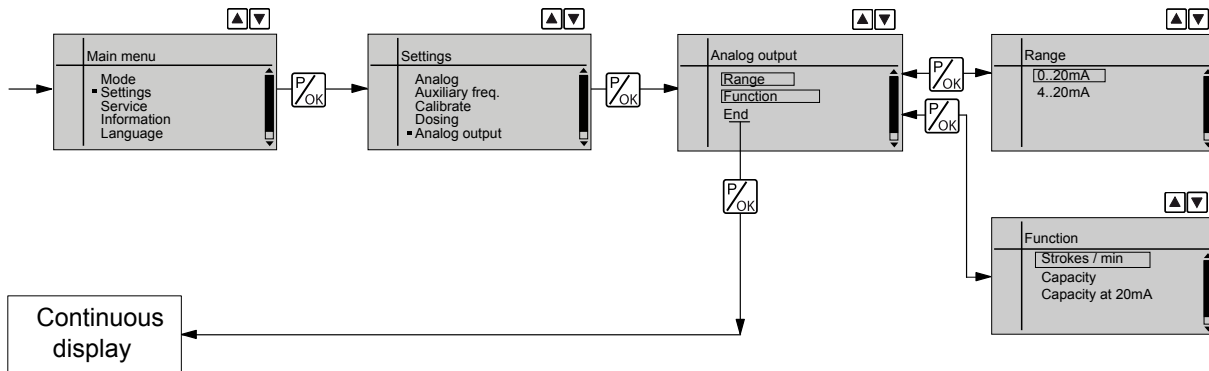 Main menu
Mode
Settings
Service
Information
Language
P/OK
Settings
Analog
Auxiliary freq.
Calibrate
Dosing
Analog output
P/OK
Analog output
Range
Function
End
P/OK
P/OK
Range
0..20mA
4..20mA
P/OK
Function
Strokes / min
Capacity
Capacity at 20mA
Continuous
display